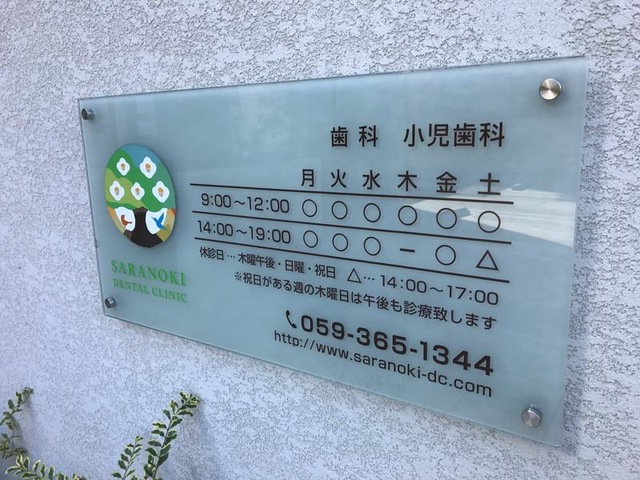 歯科 小児歯科
月 火 水 木 金 土
9:00〜12:00 ○ ○ ○ ○ ○ ○
14:00〜19:00 ○ ○ ○ − ○ △
休診日…木曜午後・日曜・祝日 △…14:00〜17:00
※祝日がある週の木曜日は午後も診療致します
059-365-1344
http://www.saranoki-dc.com
SARANOKI
DENTAL CLINIC